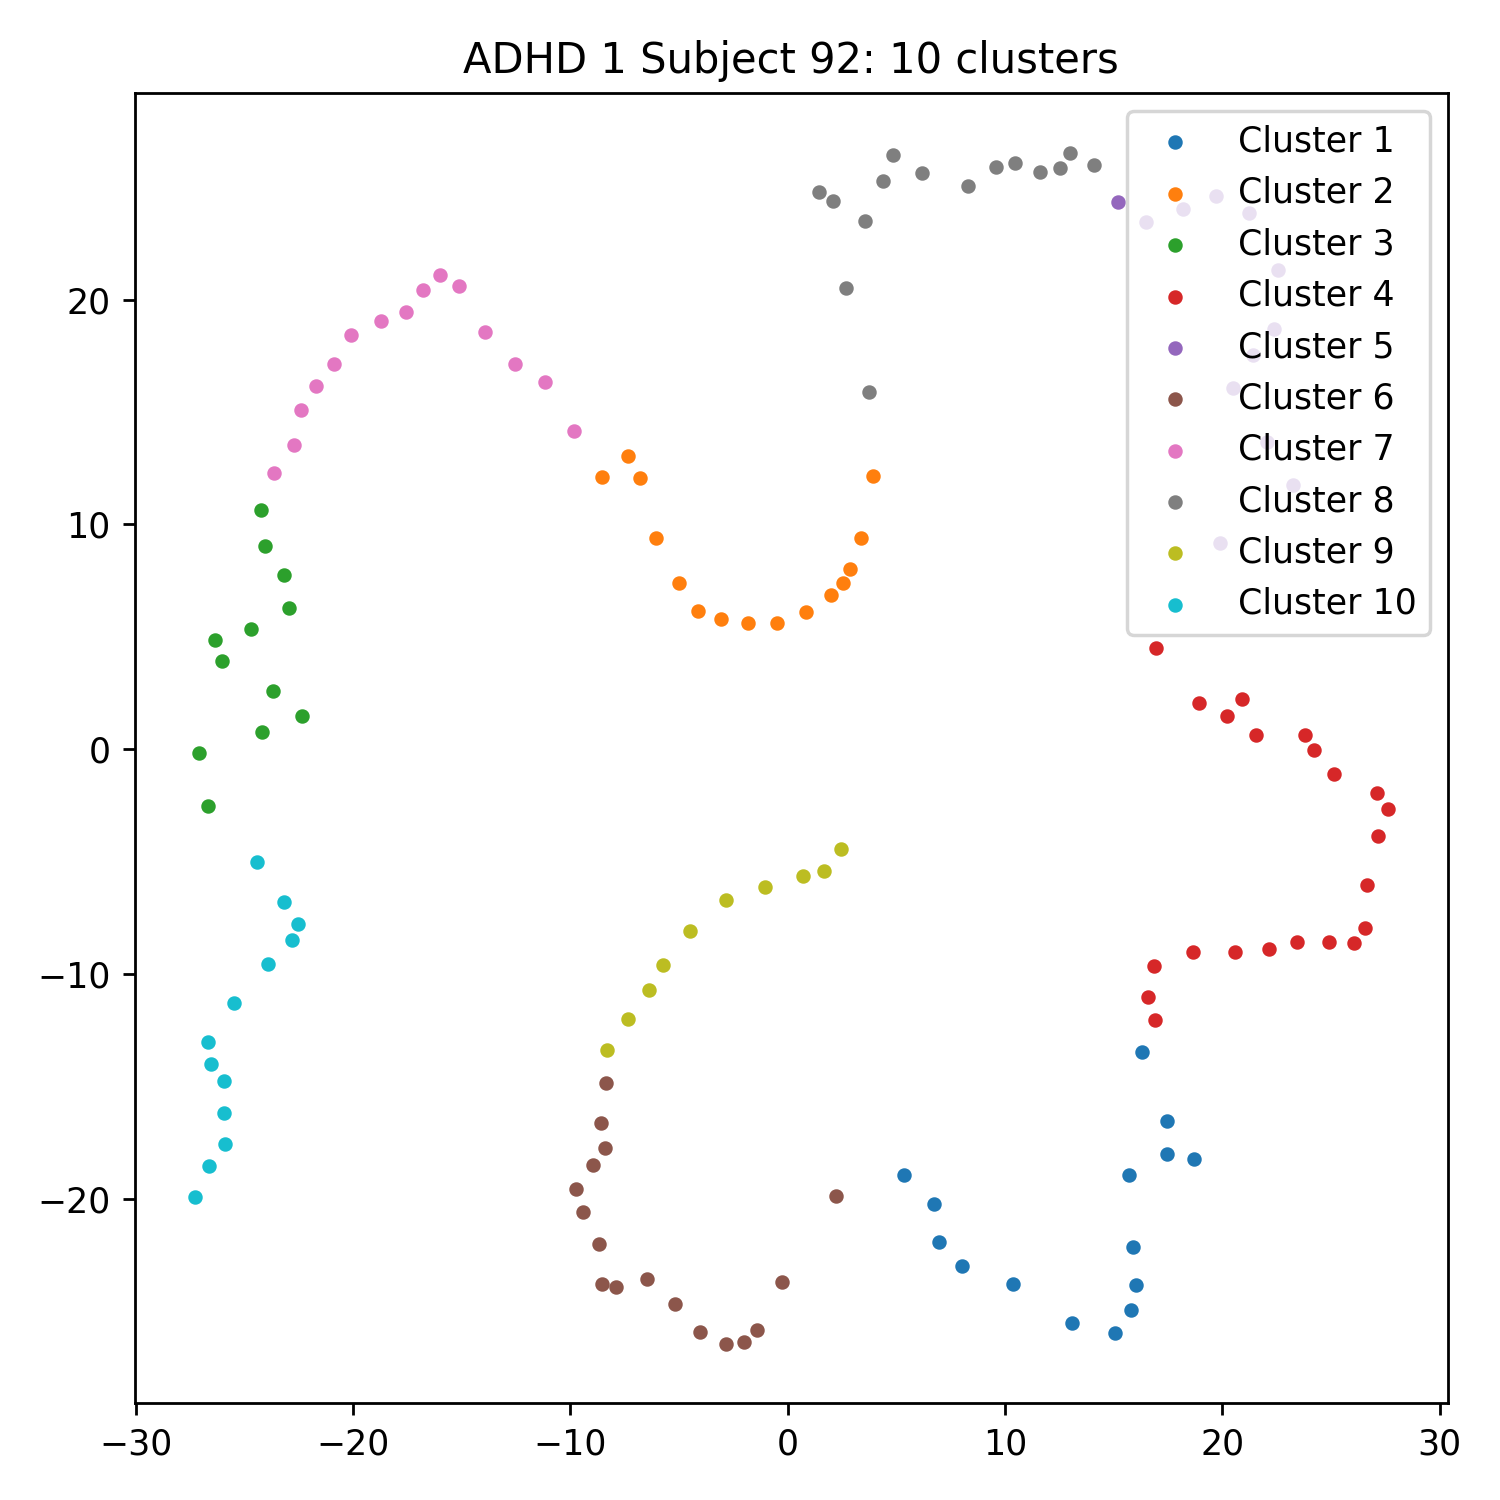 ADHD 1 Subject 92: 10 clusters
Cluster 1
Cluster 2
Cluster 3
Cluster 4
Cluster 5
Cluster 6
Cluster 7
Cluster 8
Cluster 9
Cluster 10
20
10
0
−10
−20
−30 −20 −10 0 10 20 30